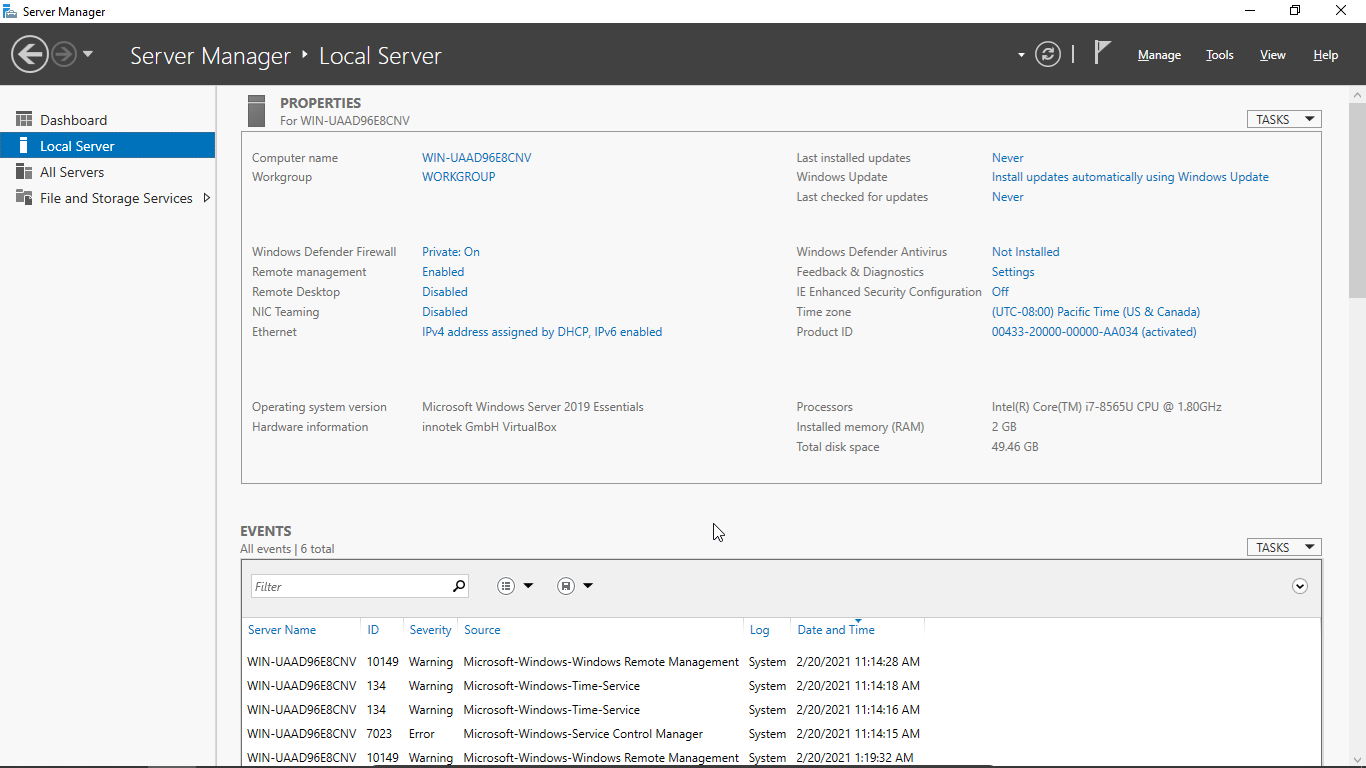 Server Manager
Server Manager ‣ Local Server
Manage Tools View Help
Dashboard
Local Server
All Servers
File and Storage Services
PROPERTIES
For WIN-UAAD96E8CNV
TASKS
Computer name WIN-UAAD96E8CNV Last installed updates Never
Workgroup WORKGROUP Windows Update Install updates automatically using Windows Update
Last checked for updates Never
Windows Defender Firewall Private: On Windows Defender Antivirus Not Installed
Remote management Enabled Feedback & Diagnostics Settings
Remote Desktop Disabled IE Enhanced Security Configuration Off
NIC Teaming Disabled Time zone (UTC-08:00) Pacific Time (US & Canada)
Ethernet IPv4 address assigned by DHCP, IPv6 enabled Product ID 00433-20000-00000-AA034 (activated)
Operating system version Microsoft Windows Server 2019 Essentials Processors Intel(R) Core(TM) i7-8565U CPU @ 1.80GHz
Hardware information innotek GmbH VirtualBox Installed memory (RAM) 2 GB
Total disk space 49.46 GB
EVENTS
All events | 6 total
TASKS
Filter
Server Name ID Severity Source Log Date and Time
WIN-UAAD96E8CNV 10149 Warning Microsoft-Windows-Windows Remote Management System 2/20/2021 11:14:28 AM
WIN-UAAD96E8CNV 134 Warning Microsoft-Windows-Time-Service System 2/20/2021 11:14:18 AM
WIN-UAAD96E8CNV 134 Warning Microsoft-Windows-Time-Service System 2/20/2021 11:14:16 AM
WIN-UAAD96E8CNV 7023 Error Microsoft-Windows-Service Control Manager System 2/20/2021 11:14:15 AM
WIN-UAAD96E8CNV 10149 Warning Microsoft-Windows-Windows Remote Management System 2/20/2021 1:19:32 AM